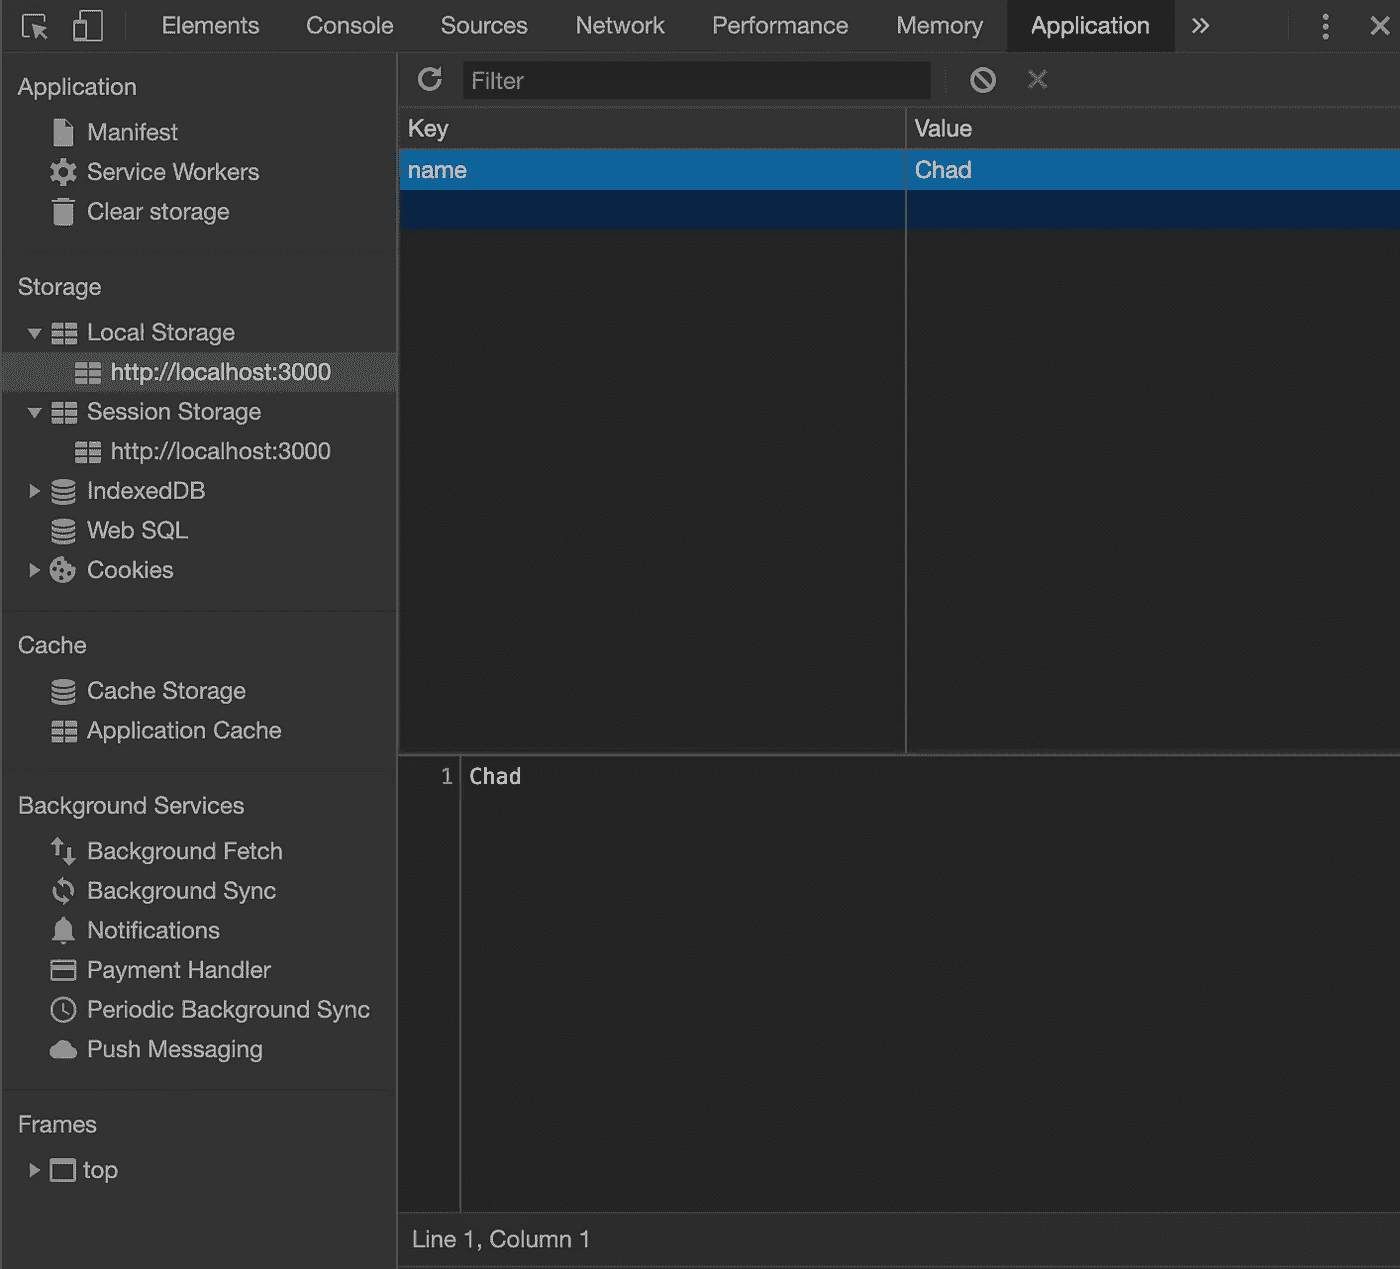 Elements Console Sources Network Performance Memory Application
Application
Manifest
Service Workers
Clear storage
Storage
Local Storage
http://localhost:3000
Session Storage
http://localhost:3000
IndexedDB
Web SQL
Cookies
Cache
Cache Storage
Application Cache
Background Services
Background Fetch
Background Sync
Notifications
Payment Handler
Periodic Background Sync
Push Messaging
Frames
top
Filter
Key Value
name Chad
1 Chad
Line 1, Column 1